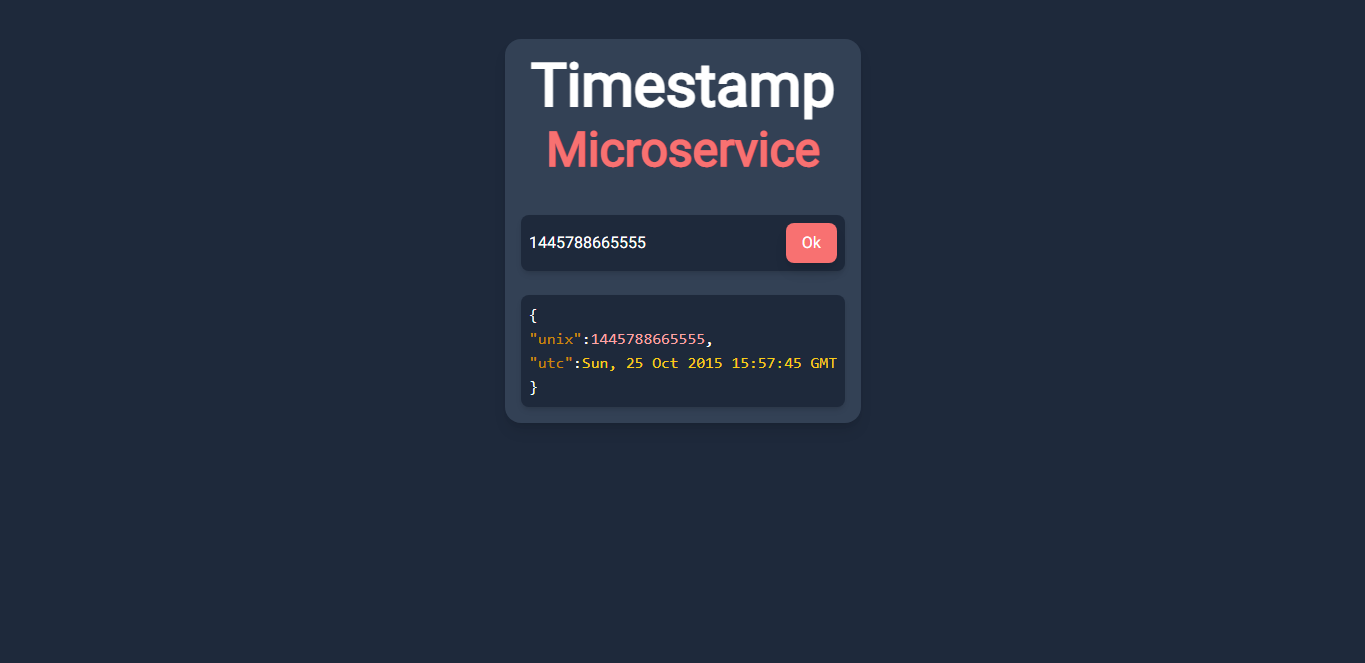 Timestamp
Microservice
1445788665555
Ok
{
"unix":1445788665555,
"utc":Sun, 25 Oct 2015 15:57:45 GMT
}